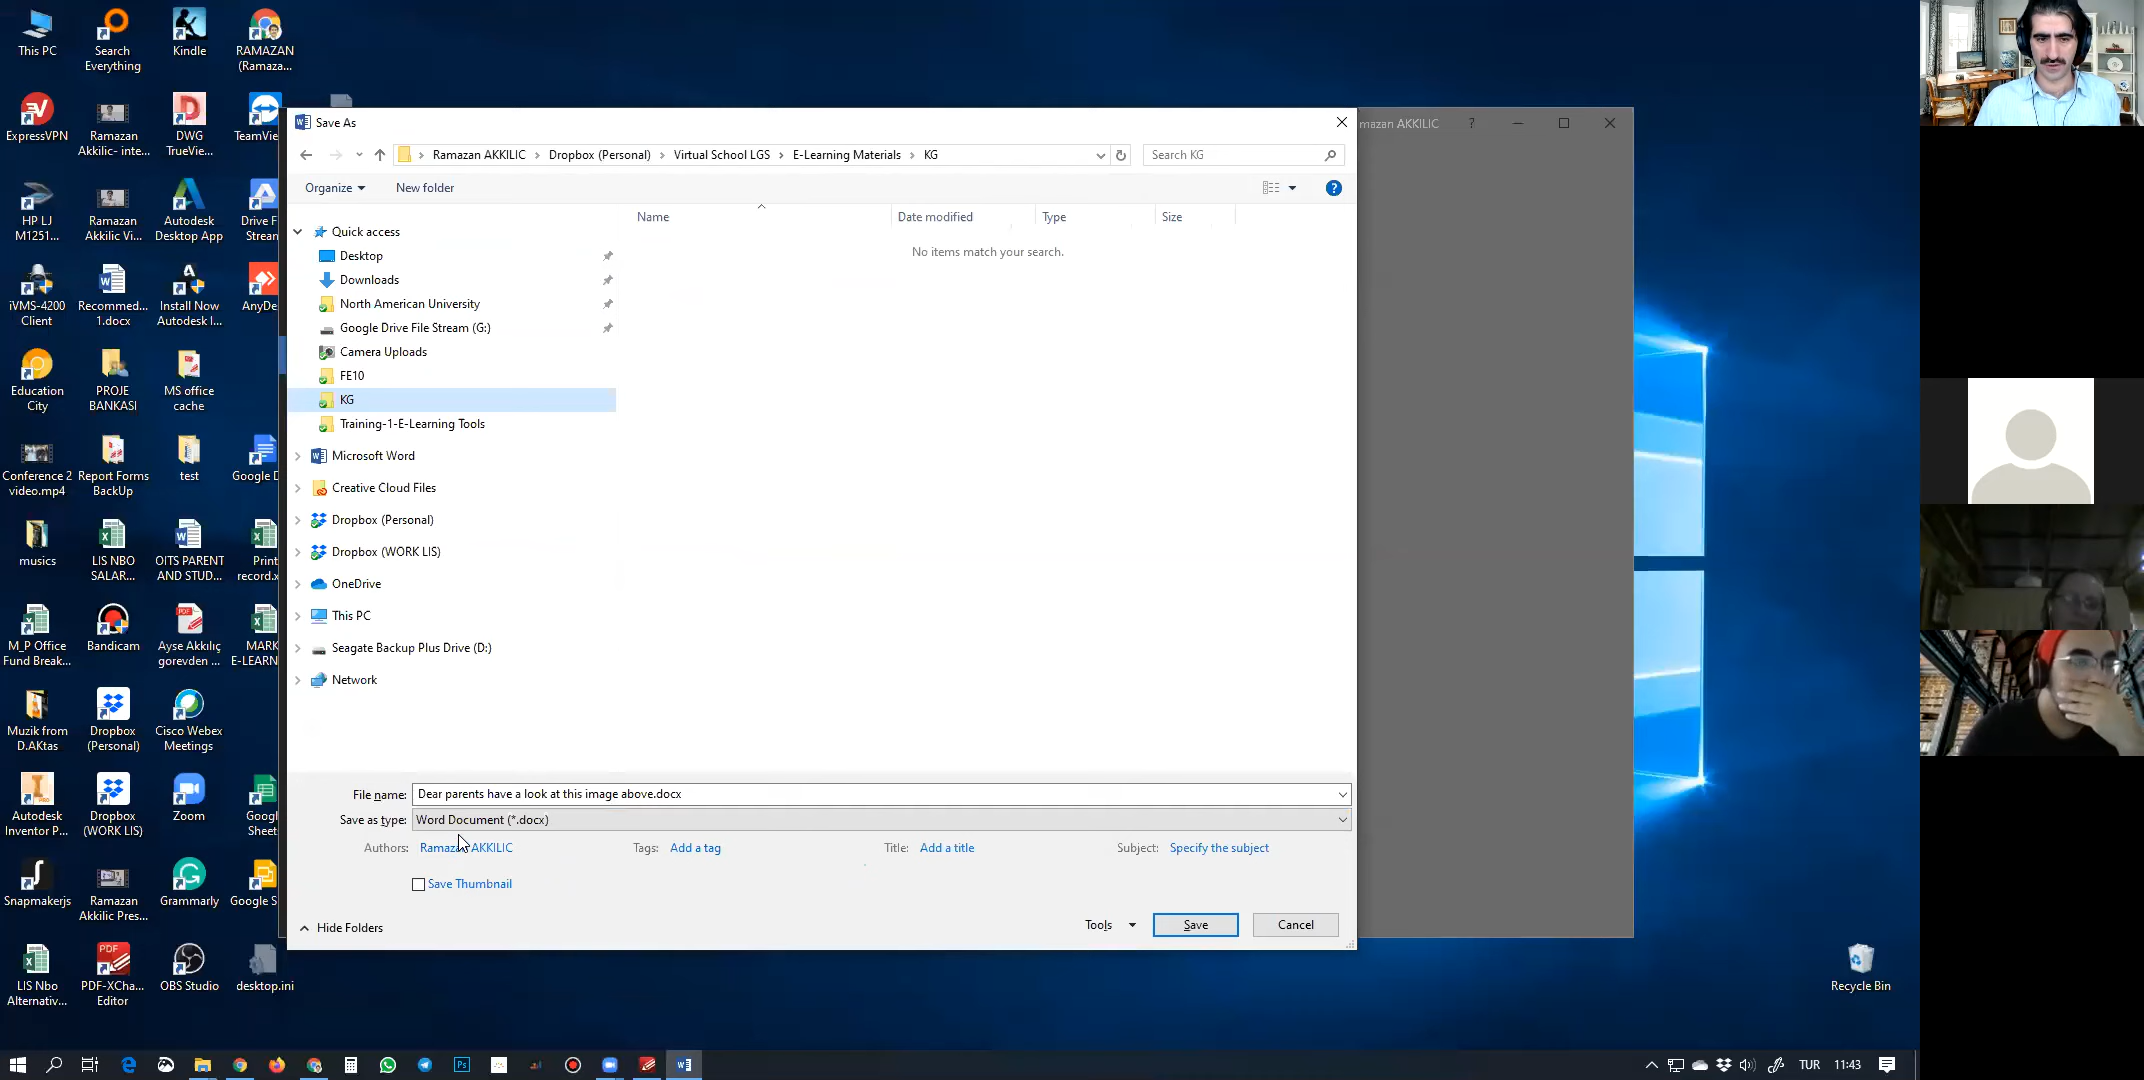 This PC
Search
Everything
Kindle
RAMAZAN
(Ramaza...
ExpressVPN
Ramazan
Akkilic- inte...
DWG
TrueVie...
TeamVie
HP LJ
M1251...
Ramazan
Akkilic Vi...
Autodesk
Desktop App
Drive F
Strean
iVMS-4200
Client
Recommed...
1.docx
Install Now
Autodesk I...
AnyDe
Education
City
PROJE
BANKASI
MS office
cache
Conference 2
video.mp4
Report Forms
BackUp
test
Google D
musics
LIS NBO
SALAR...
OITS PARENT
AND STUD...
Print
record.x
M_P Office
Fund Break...
Bandicam
Ayse Akkılıç
gorevden ...
MARK
E-LEARN
Muzik from
D.AKtas
Dropbox
(Personal)
Cisco Webex
Meetings
Autodesk
Inventor P...
Dropbox
(WORK LIS)
Zoom
Googl
Sheet
Snapmakerjs
Ramazan
Akkilic Pres...
Grammarly
Google S
LIS Nbo
Alternativ...
PDF-XCha...
Editor
OBS Studio
desktop.ini
Recycle Bin
Save As
mazan AKKILIC
Ramazan AKKILIC
Dropbox (Personal)
Virtual School LGS
E-Learning Materials
KG
Search KG
Organize
New folder
Name
Date modified
Type
Size
No items match your search.
Quick access
Desktop
Downloads
North American University
Google Drive File Stream (G:)
Camera Uploads
FE10
KG
Training-1-E-Learning Tools
Microsoft Word
Creative Cloud Files
Dropbox (Personal)
Dropbox (WORK LIS)
OneDrive
This PC
Seagate Backup Plus Drive (D:)
Network
File name: Dear parents have a look at this image above.docx
Save as type: Word Document (*.docx)
Authors: Ramazan AKKILIC
Tags: Add a tag
Title: Add a title
Subject: Specify the subject
Save Thumbnail
Hide Folders
Tools
Save
Cancel
TUR
11:43